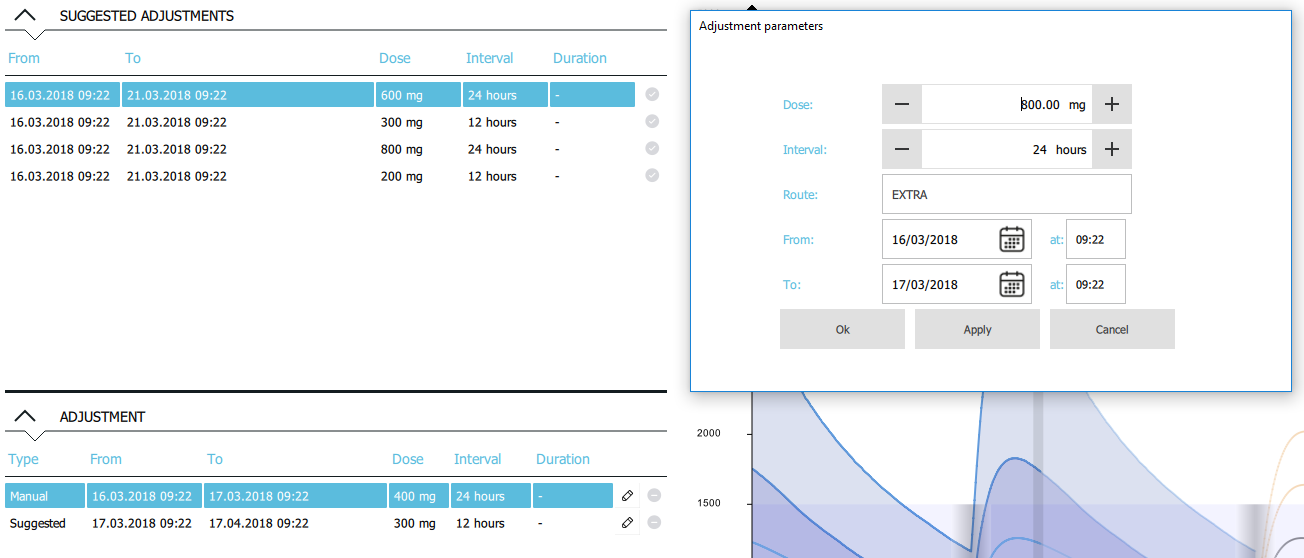 SUGGESTED ADJUSTMENTS
From To Dose Interval Duration
16.03.2018 09:22 21.03.2018 09:22 600 mg 24 hours -
16.03.2018 09:22 21.03.2018 09:22 300 mg 12 hours -
16.03.2018 09:22 21.03.2018 09:22 800 mg 24 hours -
16.03.2018 09:22 21.03.2018 09:22 200 mg 12 hours -
ADJUSTMENT
Type From To Dose Interval Duration
Manual 16.03.2018 09:22 17.03.2018 09:22 400 mg 24 hours -
Suggested 17.03.2018 09:22 17.04.2018 09:22 300 mg 12 hours -
Adjustment parameters
Dose: — 800.00 mg +
Interval: — 24 hours +
Route: EXTRA
From: 16/03/2018 at: 09:22
To: 17/03/2018 at: 09:22
Ok Apply Cancel
2000
1500